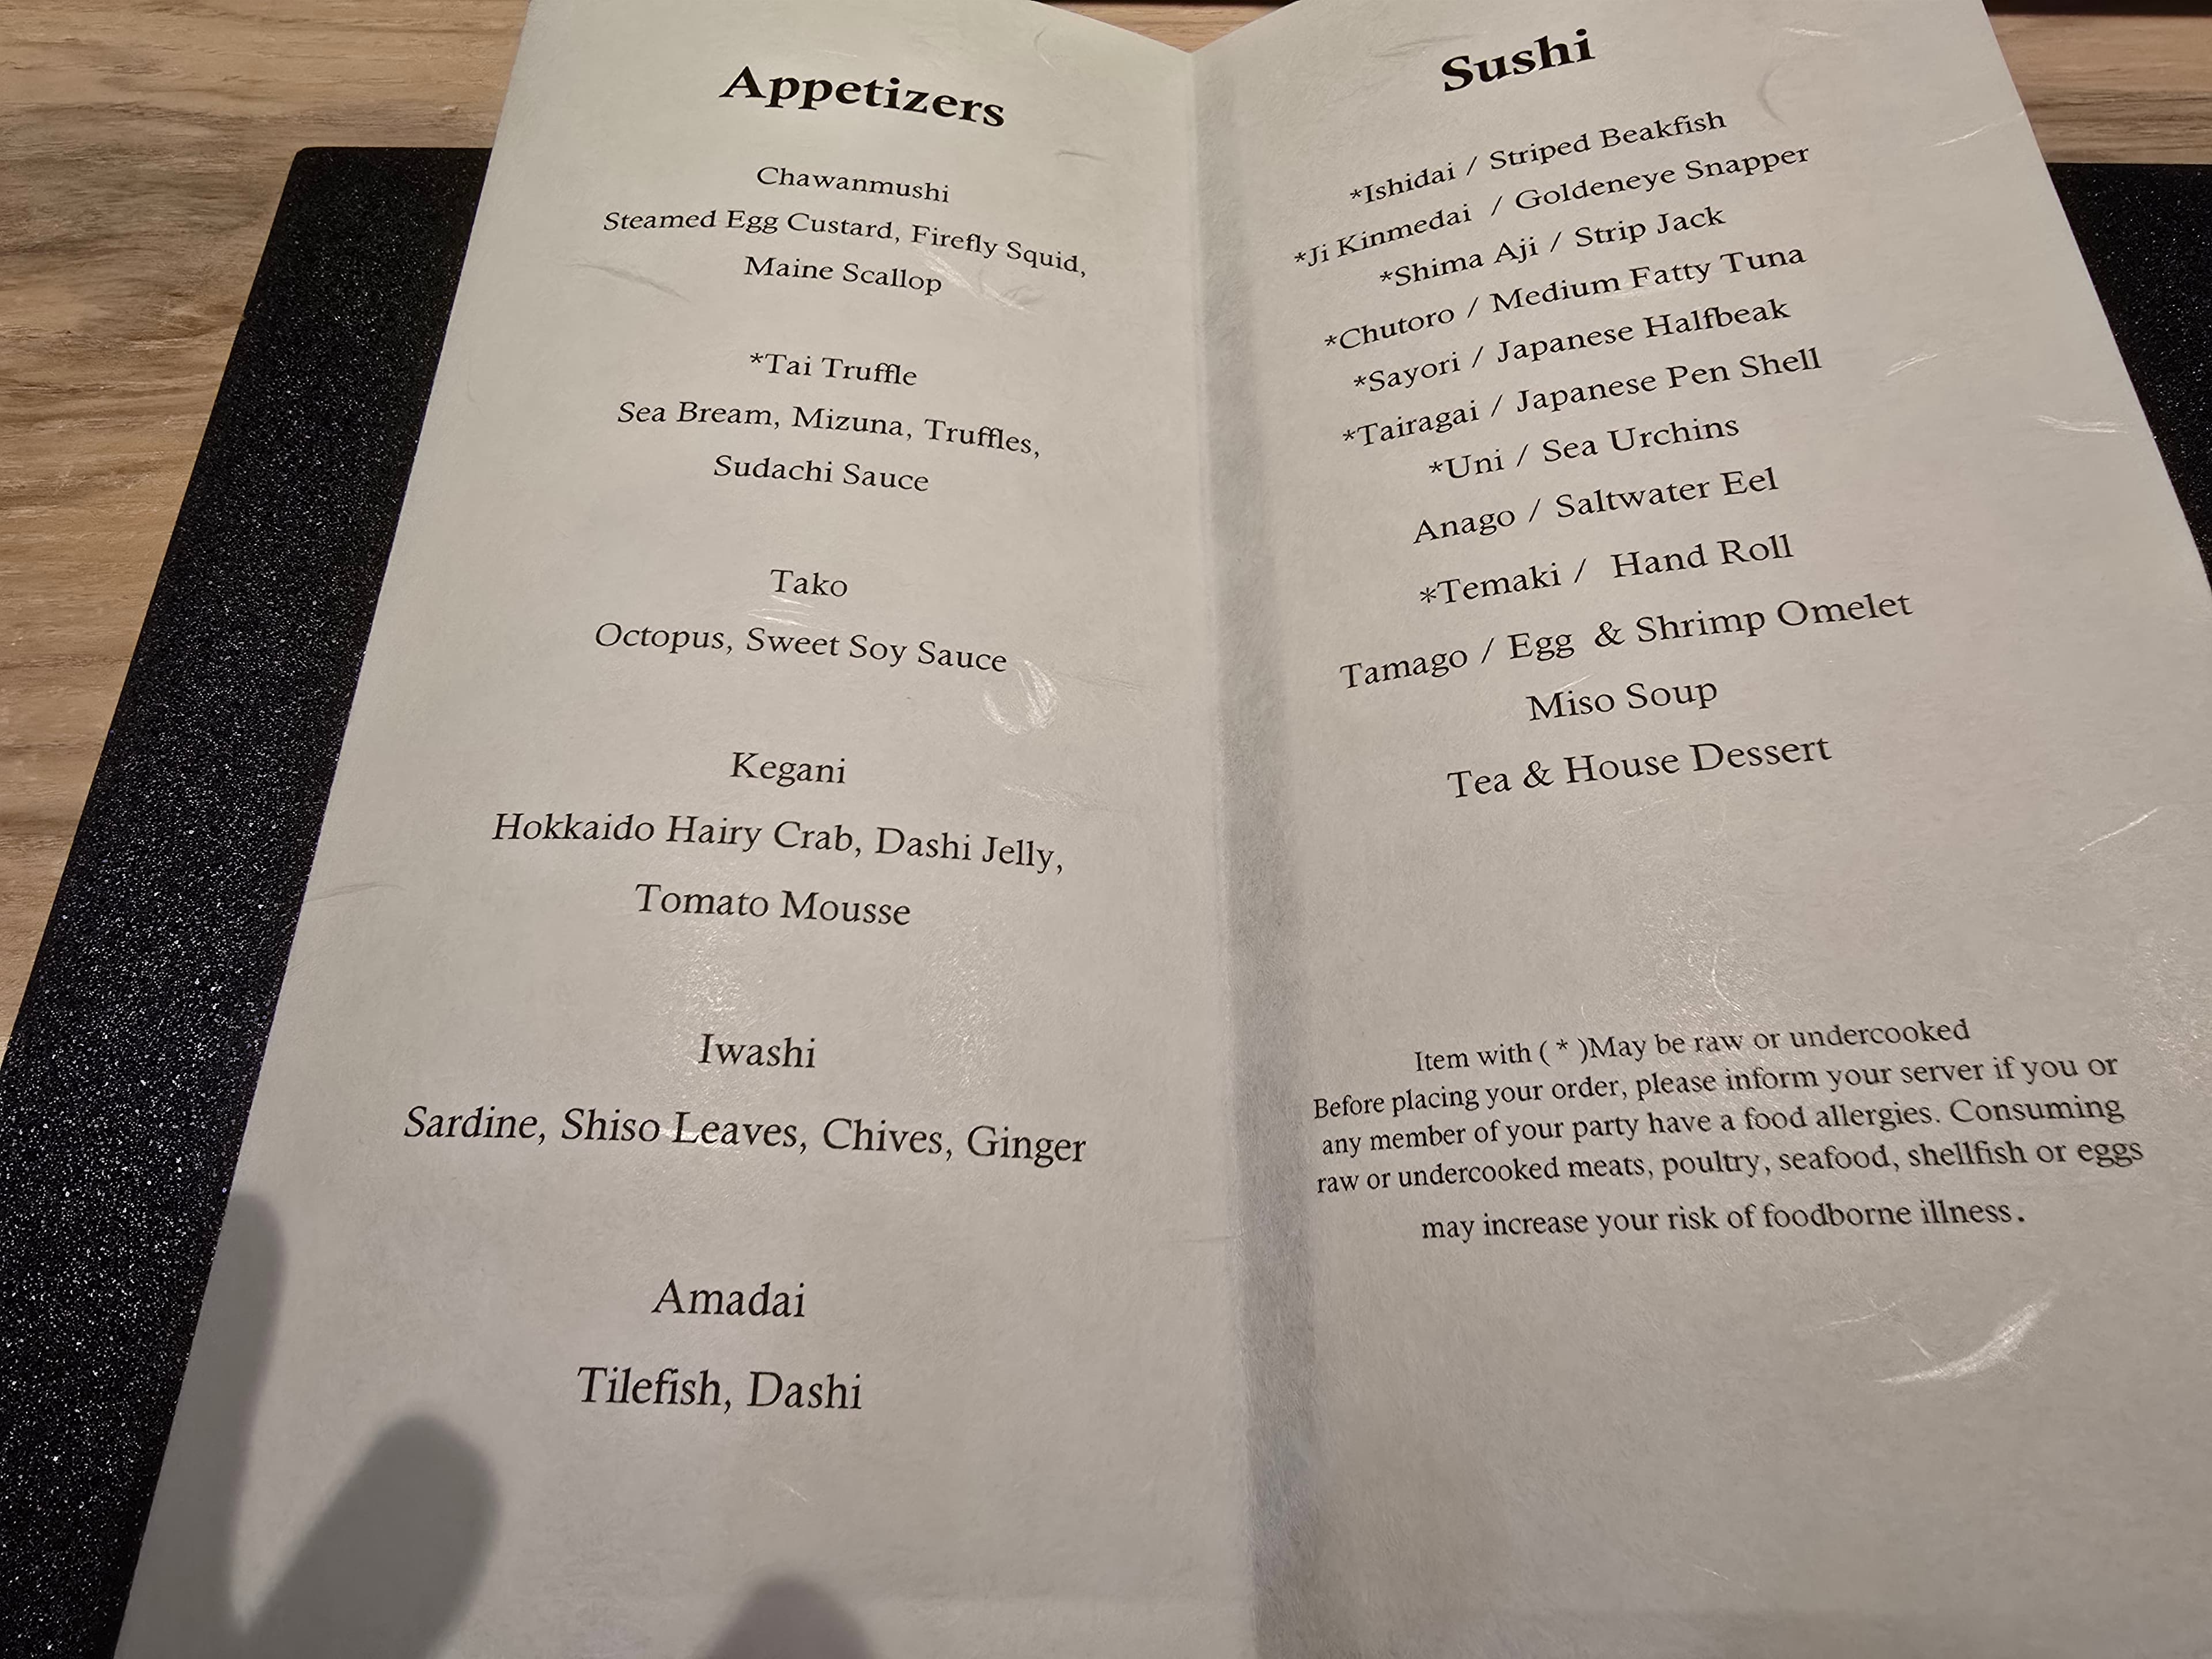 Appetizers
Chawanmushi
Steamed Egg Custard, Firefly Squid,
Maine Scallop
*Tai Truffle
Sea Bream, Mizuna, Truffles,
Sudachi Sauce
Tako
Octopus, Sweet Soy Sauce
Kegani
Hokkaido Hairy Crab, Dashi Jelly,
Tomato Mousse
Iwashi
Sardine, Shiso Leaves, Chives, Ginger
Amadai
Tilefish, Dashi
Sushi
*Ishidai / Striped Beakfish
*Ji Kinmedai / Goldeneye Snapper
*Shima Aji / Strip Jack
*Chutoro / Medium Fatty Tuna
*Sayori / Japanese Halfbeak
*Tairagai / Japanese Pen Shell
*Uni / Sea Urchins
Anago / Saltwater Eel
*Temaki / Hand Roll
Tamago / Egg & Shrimp Omelet
Miso Soup
Tea & House Dessert
Item with ( * )May be raw or undercooked
Before placing your order, please inform your server if you or
any member of your party have a food allergies. Consuming
raw or undercooked meats, poultry, seafood, shellfish or eggs
may increase your risk of foodborne illness.